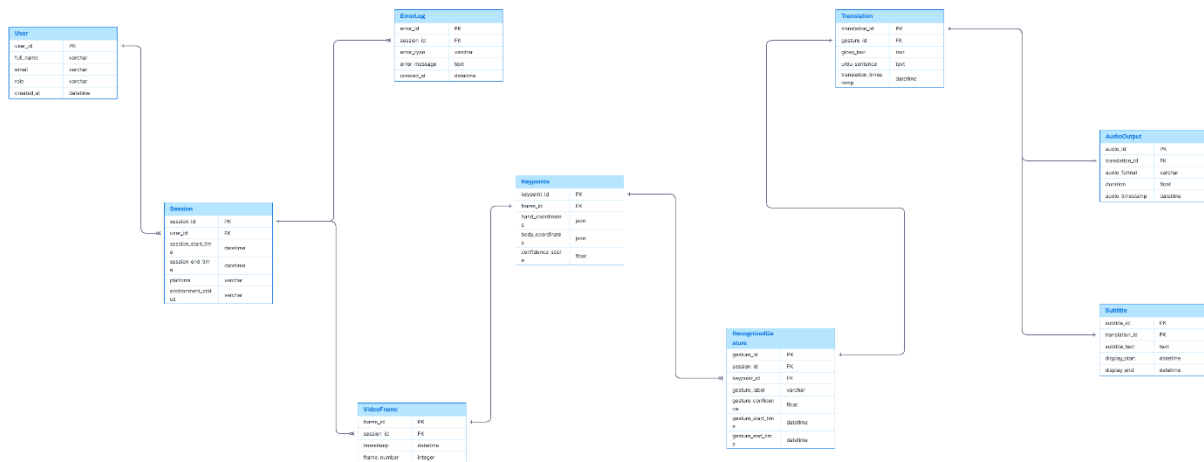 User
user_id PK
full_name varchar
email varchar
role varchar
created_at datetime
ErrorLog
error_id PK
session_id FK
error_type varchar
error_message text
created_at datetime
Translation
translation_id PK
gesture_id FK
gloss_text text
urdu_sentence text
translation_times
tamp datetime
AudioOutput
audio_id PK
translation_id FK
audio_format varchar
duration float
audio_timestamp datetime
Keypoints
keypoint_id PK
frame_id FK
hand_coordinate
s json
body_coordinate
s json
confidence_scor
e float
Session
session_id PK
user_id FK
session_start_tim
e datetime
session_end_tim
e datetime
platform varchar
environment_stat
us varchar
Subtitle
subtitle_id PK
translation_id FK
subtitle_text text
display_start datetime
display_end datetime
RecognizedGe
sture
gesture_id PK
session_id FK
keypoint_id FK
gesture_label varchar
gesture_confide
nce float
gesture_start_tim
e datetime
gesture_end_tim
e datetime
VideoFrame
frame_id PK
session_id FK
timestamp datetime
frame_number integer